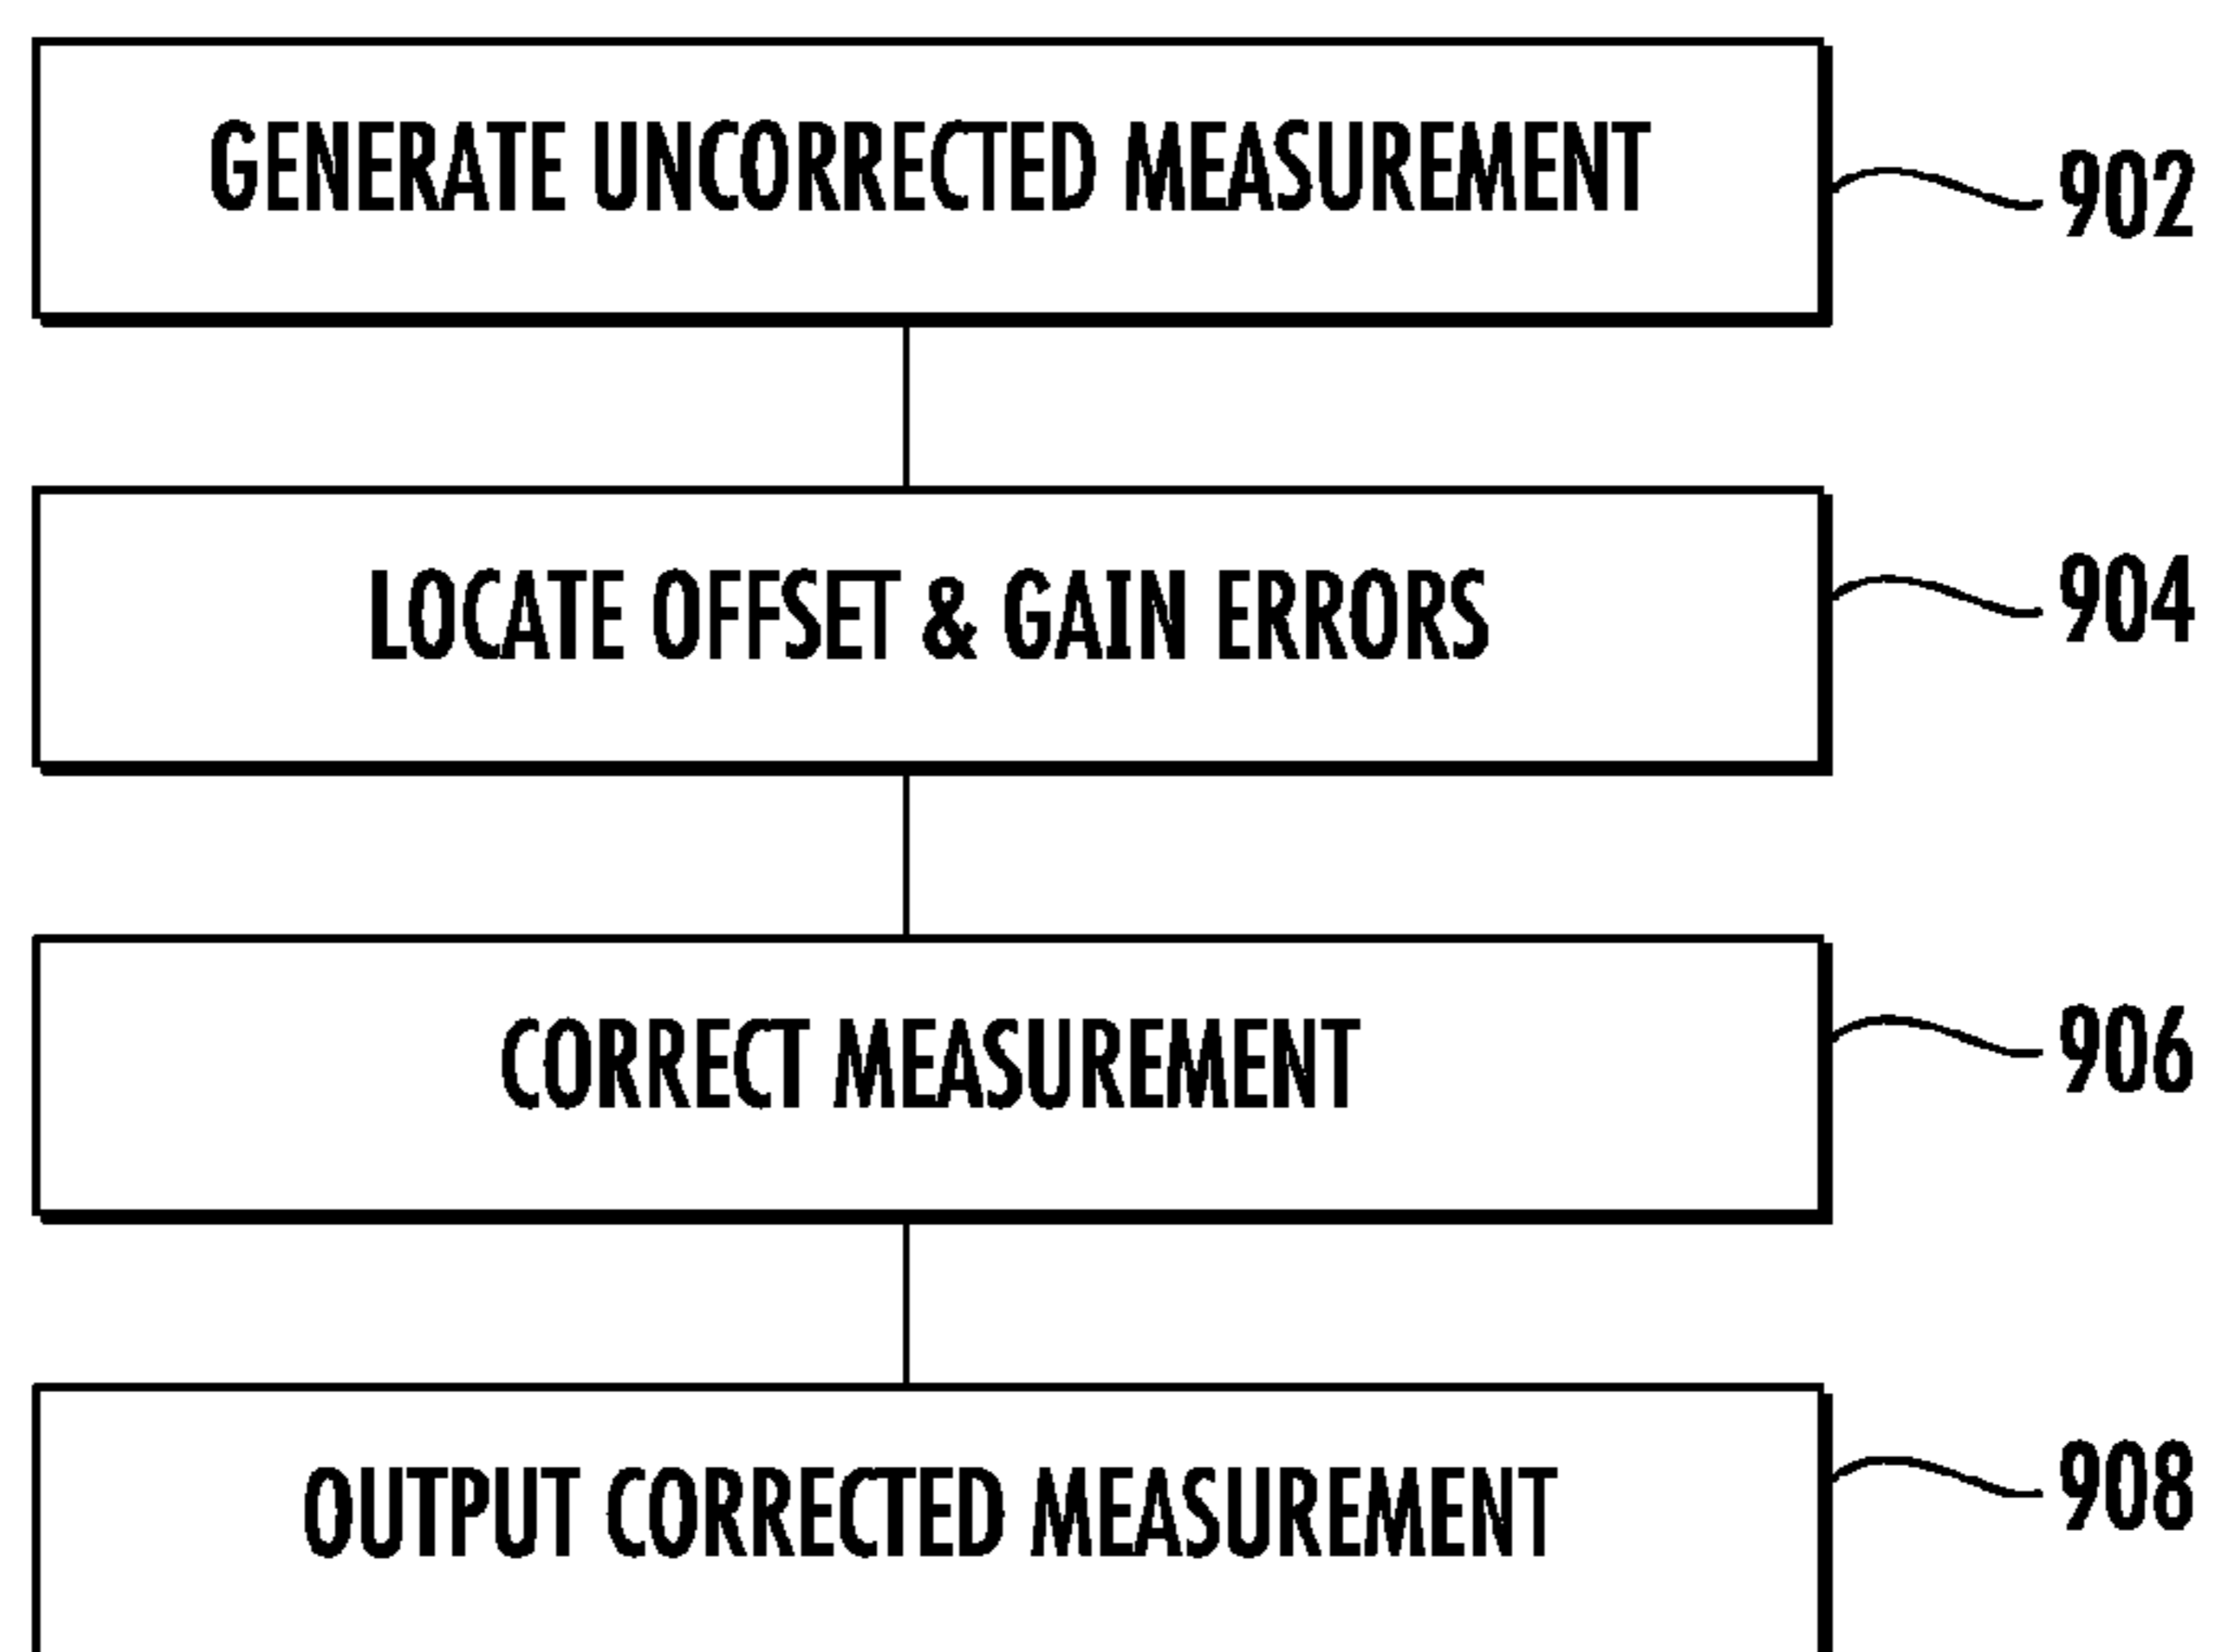 GENERATE UNCORRECTED MEASUREMENT
902
LOCATE OFFSET & GAIN ERRORS
904
CORRECT MEASUREMENT
906
OUTPUT CORRECTED MEASUREMENT
908